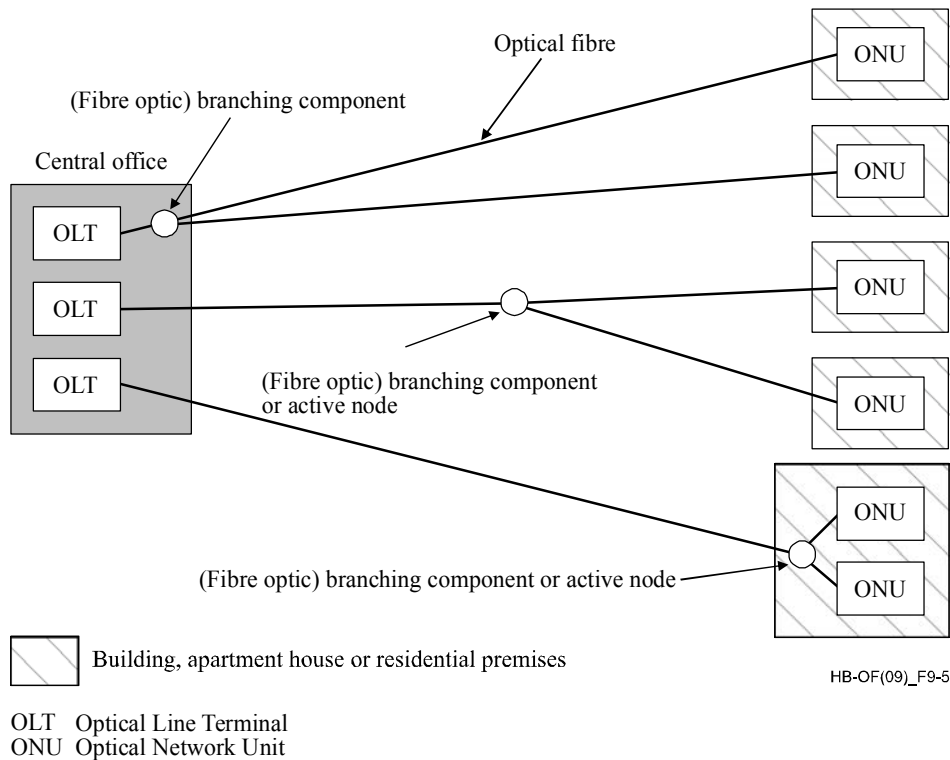 Optical fibre
ONU
(Fibre optic) branching component
Central office
ONU
OLT
OLT
ONU
OLT
(Fibre optic) branching component
or active node
ONU
ONU
(Fibre optic) branching component or active node
ONU
Building, apartment house or residential premises
HB-OF(09)_F9-5
OLT Optical Line Terminal
ONU Optical Network Unit